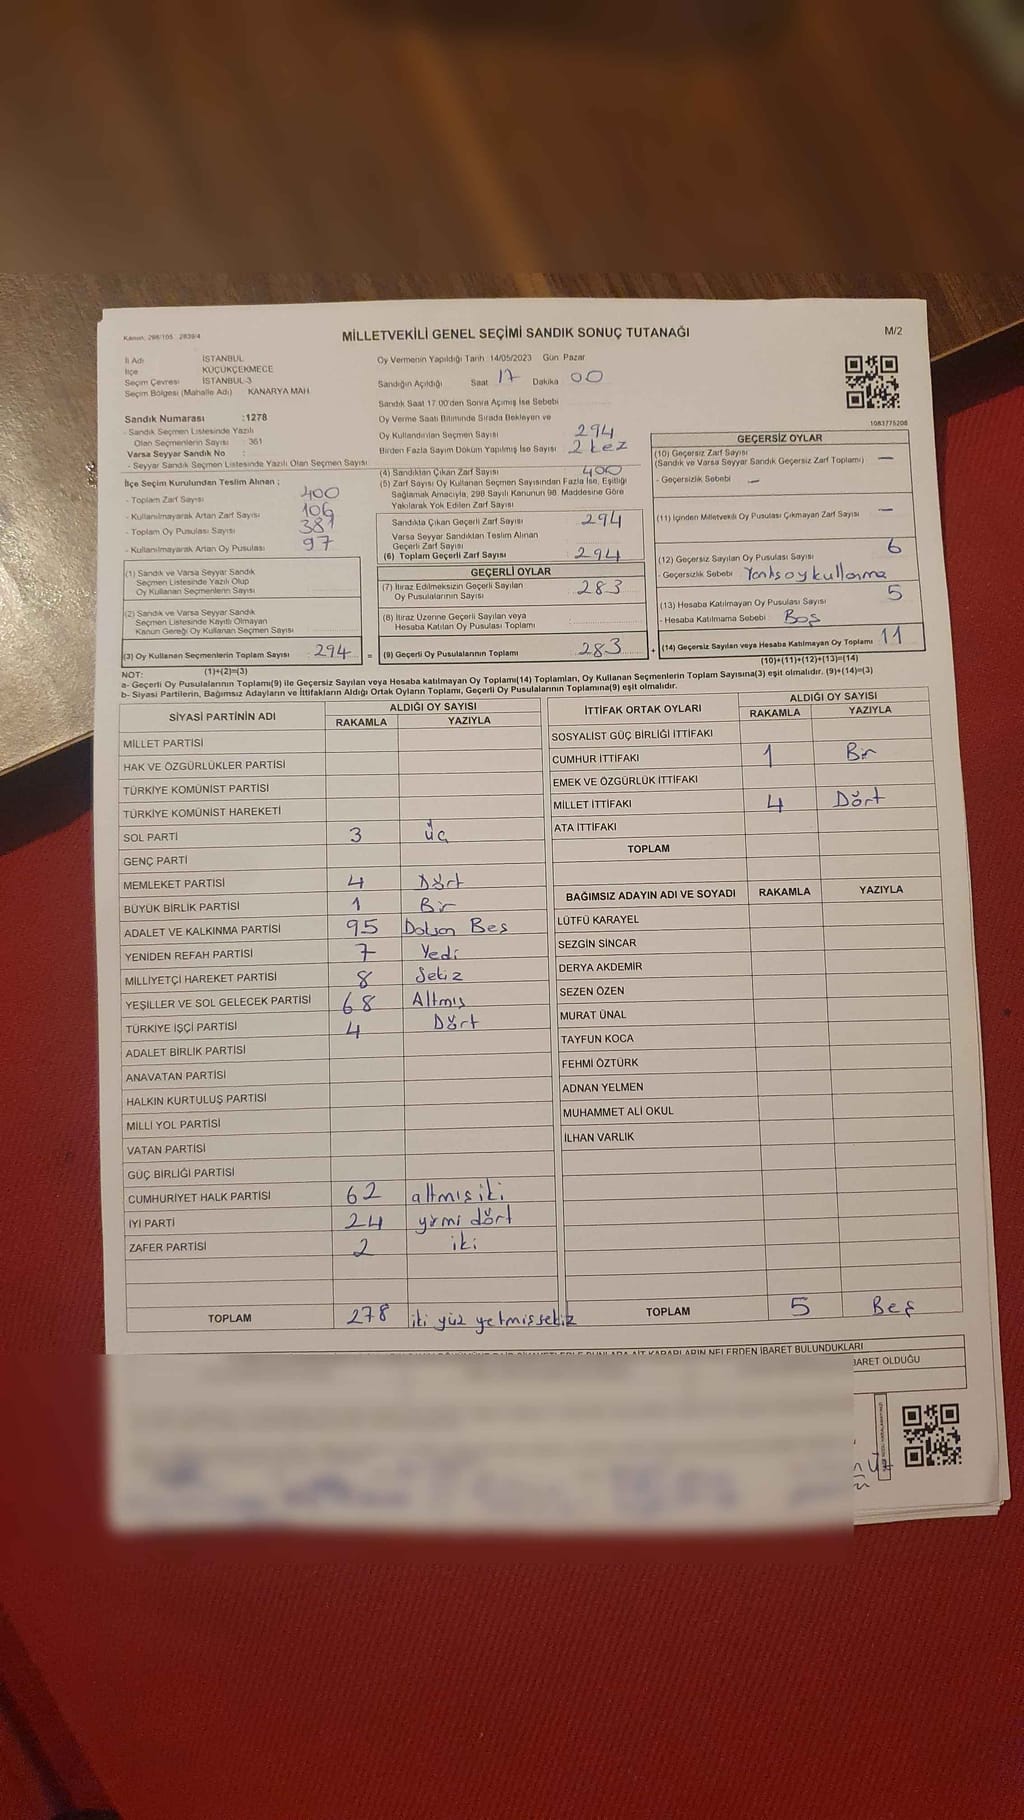 Kanun, 298/105 2839/4
MİLLETVEKİLİ GENEL SEÇİMİ SANDIK SONUÇ TUTANAĞI
M/2
İl Adı İSTANBUL
İlçe KÜÇÜKÇEKMECE
Seçim Çevresi İSTANBUL-3
Seçim Bölgesi (Mahalle Adı) KANARYA MAH.
Sandık Numarası :1278
- Sandık Seçmen Listesinde Yazılı
Olan Seçmenlerin Sayısı : 361
Varsa Seyyar Sandık No :
- Seyyar Sandık Seçmen Listesinde Yazılı Olan Seçmen Sayısı
Oy Vermenin Yapıldığı Tarih 14/05/2023 Gün Pazar
Sandığın Açıldığı Saat 17 Dakika 00
Sandık Saat 17.00'den Sonra Açılmış İse Sebebi
Oy Verme Saati Bitiminde Sırada Bekleyen ve
Oy Kullandırılan Seçmen Sayısı 294
Birden Fazla Sayım Döküm Yapılmış İse Sayısı 2 kez
1083775208
İlçe Seçim Kurulundan Teslim Alınan ;
- Toplam Zarf Sayısı 400
- Kullanılmayarak Artan Zarf Sayısı 106
- Toplam Oy Pusulası Sayısı 381
- Kullanılmayarak Artan Oy Pusulası 97
(1) Sandık ve Varsa Seyyar Sandık
Seçmen Listesinde Yazılı Olup
Oy Kullanan Seçmenlerin Sayısı
(2) Sandık ve Varsa Seyyar Sandık
Seçmen Listesinde Kayıtlı Olmayan
Kanun Gereği Oy Kullanan Seçmen Sayısı
(3) Oy Kullanan Seçmenlerin Toplam Sayısı 294 =
(1)+(2)=(3)
(4) Sandıktan Çıkan Zarf Sayısı 400
(5) Zarf Sayısı Oy Kullanan Seçmen Sayısından Fazla İse, Eşitliği
Sağlamak Amacıyla, 298 Sayılı Kanunun 98. Maddesine Göre
Yakılarak Yok Edilen Zarf Sayısı
Sandıkta Çıkan Geçerli Zarf Sayısı 294
Varsa Seyyar Sandıktan Teslim Alınan
Geçerli Zarf Sayısı
(6) Toplam Geçerli Zarf Sayısı 294
GEÇERLİ OYLAR
(7) İtiraz Edilmeksizin Geçerli Sayılan
Oy Pusulalarının Sayısı 283
(8) İtiraz Üzerine Geçerli Sayılan veya
Hesaba Katılan Oy Pusulası Toplamı
(9) Geçerli Oy Pusulalarının Toplamı 283 +
GEÇERSİZ OYLAR
(10) Geçersiz Zarf Sayısı
(Sandık ve Varsa Seyyar Sandık Geçersiz Zarf Toplamı) —
- Geçersizlik Sebebi —
(11) İçinden Milletvekili Oy Pusulası Çıkmayan Zarf Sayısı —
(12) Geçersiz Sayılan Oy Pusulası Sayısı 6
- Geçersizlik Sebebi Yanlış oy kullanma
(13) Hesaba Katılmayan Oy Pusulası Sayısı 5
- Hesaba Katılmama Sebebi Boş
(14) Geçersiz Sayılan veya Hesaba Katılmayan Oy Toplamı 11
(10)+(11)+(12)+(13)=(14)
NOT:
a- Geçerli Oy Pusulalarının Toplamı(9) ile Geçersiz Sayılan veya Hesaba katılmayan Oy Toplamı(14) Toplamları, Oy Kullanan Seçmenlerin Toplam Sayısına(3) eşit olmalıdır. (9)+(14)=(3)
b- Siyasi Partilerin, Bağımsız Adayların ve İttifakların Aldığı Ortak Oyların Toplamı, Geçerli Oy Pusulalarının Toplamına(9) eşit olmalıdır.
SİYASİ PARTİNİN ADI ALDIĞI OY SAYISI
RAKAMLA YAZIYLA
MİLLET PARTİSİ
HAK VE ÖZGÜRLÜKLER PARTİSİ
TÜRKİYE KOMÜNİST PARTİSİ
TÜRKİYE KOMÜNİST HAREKETİ
SOL PARTİ 3 üç
GENÇ PARTİ
MEMLEKET PARTİSİ 4 Dört
BÜYÜK BİRLİK PARTİSİ 1 Bir
ADALET VE KALKINMA PARTİSİ 95 Doksan Beş
YENİDEN REFAH PARTİSİ 7 Yedi
MİLLİYETÇİ HAREKET PARTİSİ 8 Sekiz
YEŞİLLER VE SOL GELECEK PARTİSİ 68 Altmış
TÜRKİYE İŞÇİ PARTİSİ 4 Dört
ADALET BİRLİK PARTİSİ
ANAVATAN PARTİSİ
HALKIN KURTULUŞ PARTİSİ
MİLLİ YOL PARTİSİ
VATAN PARTİSİ
GÜÇ BİRLİĞİ PARTİSİ
CUMHURİYET HALK PARTİSİ 62 altmış iki
İYİ PARTİ 24 yirmi dört
ZAFER PARTİSİ 2 iki
TOPLAM 278 iki yüz yetmişsekiz
İTTİFAK ORTAK OYLARI ALDIĞI OY SAYISI
RAKAMLA YAZIYLA
SOSYALİST GÜÇ BİRLİĞİ İTTİFAKI
CUMHUR İTTİFAKI 1 Bir
EMEK VE ÖZGÜRLÜK İTTİFAKI
MİLLET İTTİFAKI 4 Dört
ATA İTTİFAKI
TOPLAM
BAĞIMSIZ ADAYIN ADI VE SOYADI RAKAMLA YAZIYLA
LÜTFÜ KARAYEL
SEZGİN SİNCAR
DERYA AKDEMİR
SEZEN ÖZEN
MURAT ÜNAL
TAYFUN KOCA
FEHMİ ÖZTÜRK
ADNAN YELMEN
MUHAMMET ALİ OKUL
İLHAN VARLIK
TOPLAM 5 Beş
KARARLARIN NELERDEN İBARET BULUNDUKLARI
BARET OLDUĞU